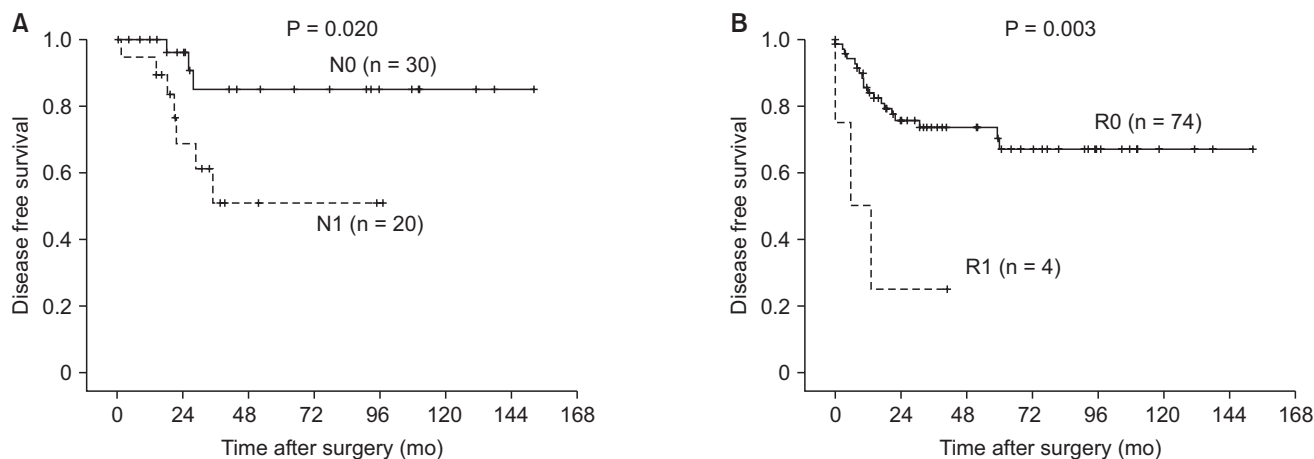 A
P = 0.020
1.0
0.8
0.6
0.4
0.2
0
Disease free survival
N0 (n = 30)
N1 (n = 20)
0 24 48 72 96 120 144 168
Time after surgery (mo)
B
P = 0.003
1.0
0.8
0.6
0.4
0.2
0
Disease free survival
R0 (n = 74)
R1 (n = 4)
0 24 48 72 96 120 144 168
Time after surgery (mo)